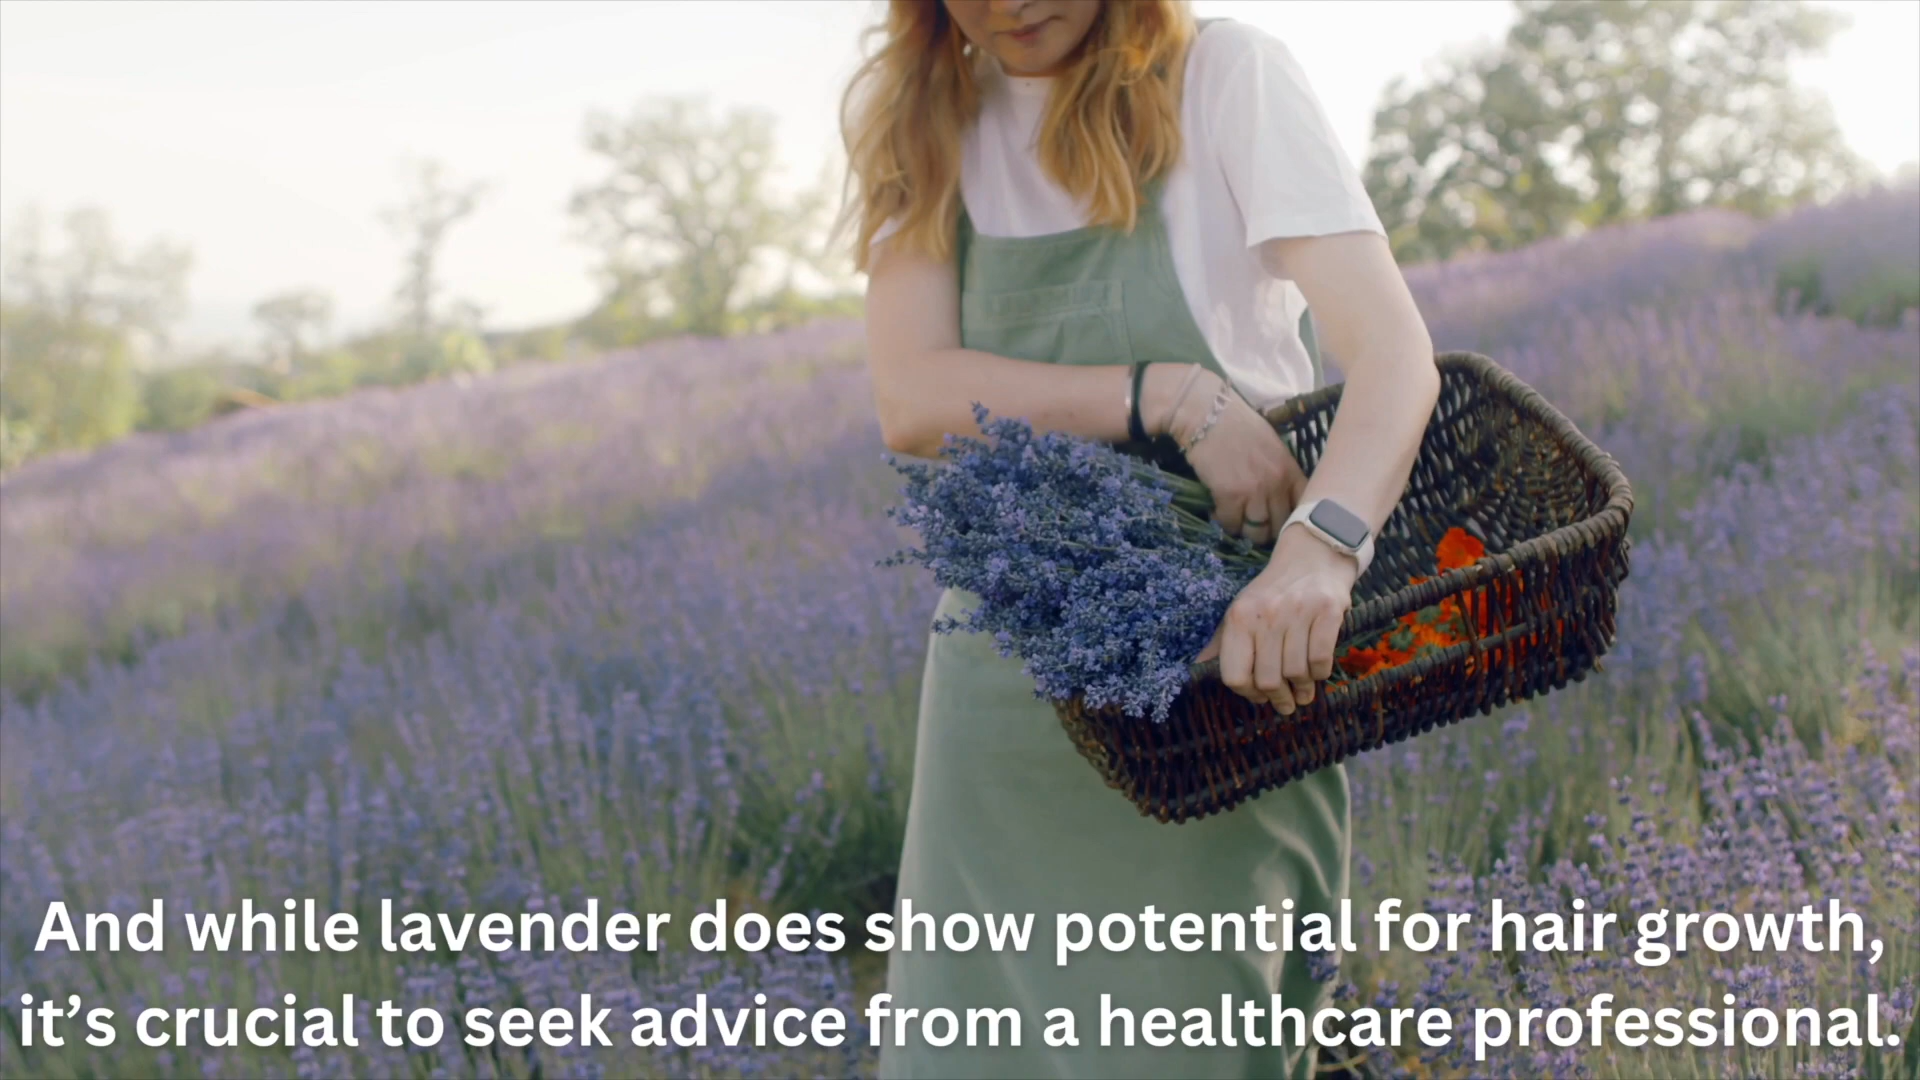 And while lavender does show potential for hair growth,
it’s crucial to seek advice from a healthcare professional.